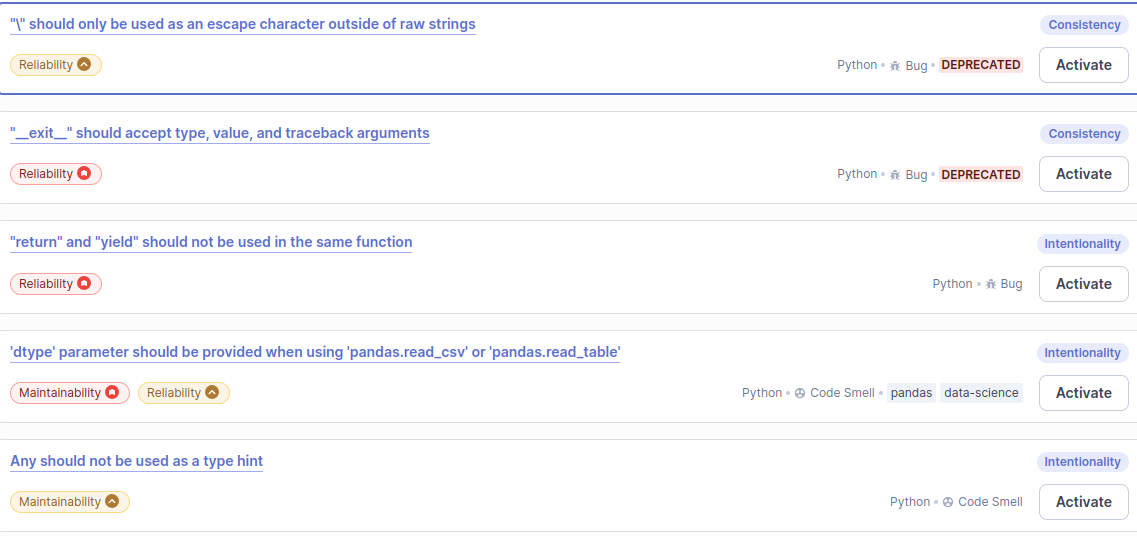 "\" should only be used as an escape character outside of raw strings
Consistency
Reliability
Python • Bug • DEPRECATED
Activate
"__exit__" should accept type, value, and traceback arguments
Consistency
Reliability
Python • Bug • DEPRECATED
Activate
"return" and "yield" should not be used in the same function
Intentionality
Reliability
Python • Bug
Activate
'dtype' parameter should be provided when using 'pandas.read_csv' or 'pandas.read_table'
Intentionality
Maintainability Reliability
Python • Code Smell • pandas data-science
Activate
Any should not be used as a type hint
Intentionality
Maintainability
Python • Code Smell
Activate